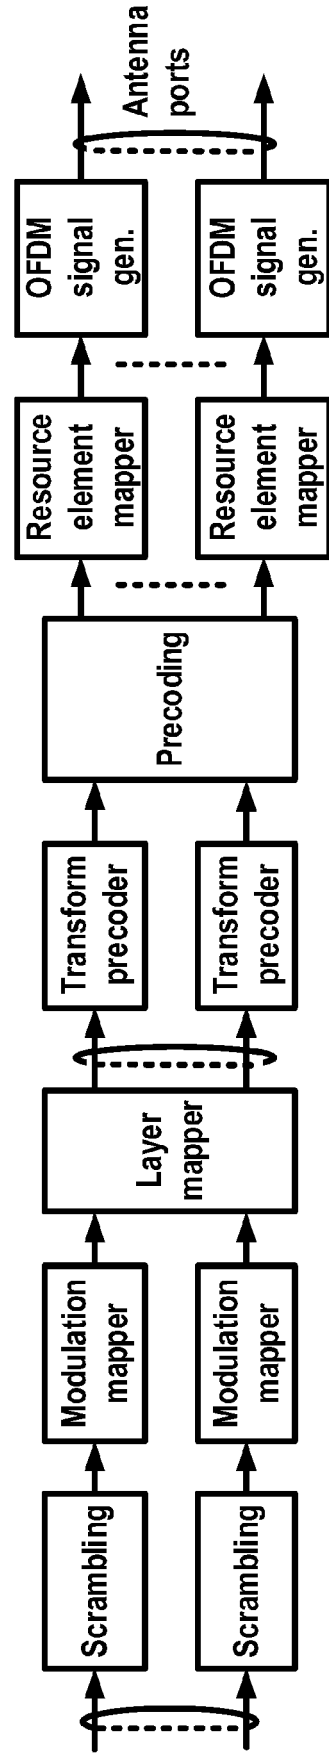 Scrambling
Scrambling
Modulation
mapper
Modulation
mapper
Layer
mapper
Transform
precoder
Transform
precoder
Precoding
Resource
element
mapper
Resource
element
mapper
OFDM
signal
gen.
OFDM
signal
gen.
Antenna
ports